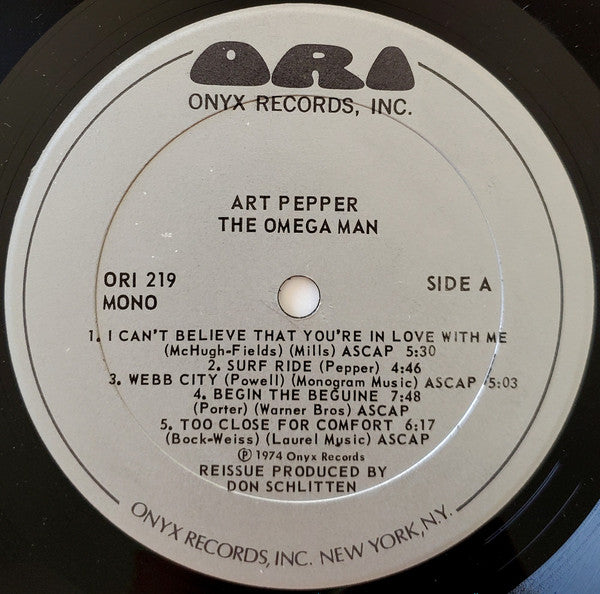 ORI
ONYX RECORDS, INC.
ART PEPPER
THE OMEGA MAN
ORI 219 SIDE A
MONO
1. I CAN'T BELIEVE THAT YOU'RE IN LOVE WITH ME
(McHugh-Fields) (Mills) ASCAP 5:30
2. SURF RIDE (Pepper) 4:46
3. WEBB CITY (Powell) (Monogram Music) ASCAP 5:03
4. BEGIN THE BEGUINE 7:48
(Porter) (Warner Bros) ASCAP
5. TOO CLOSE FOR COMFORT 6:17
(Bock-Weiss) (Laurel Music) ASCAP
Ⓟ 1974 Onyx Records
REISSUE PRODUCED BY
DON SCHLITTEN
ONYX RECORDS, INC. NEW YORK, N.Y.